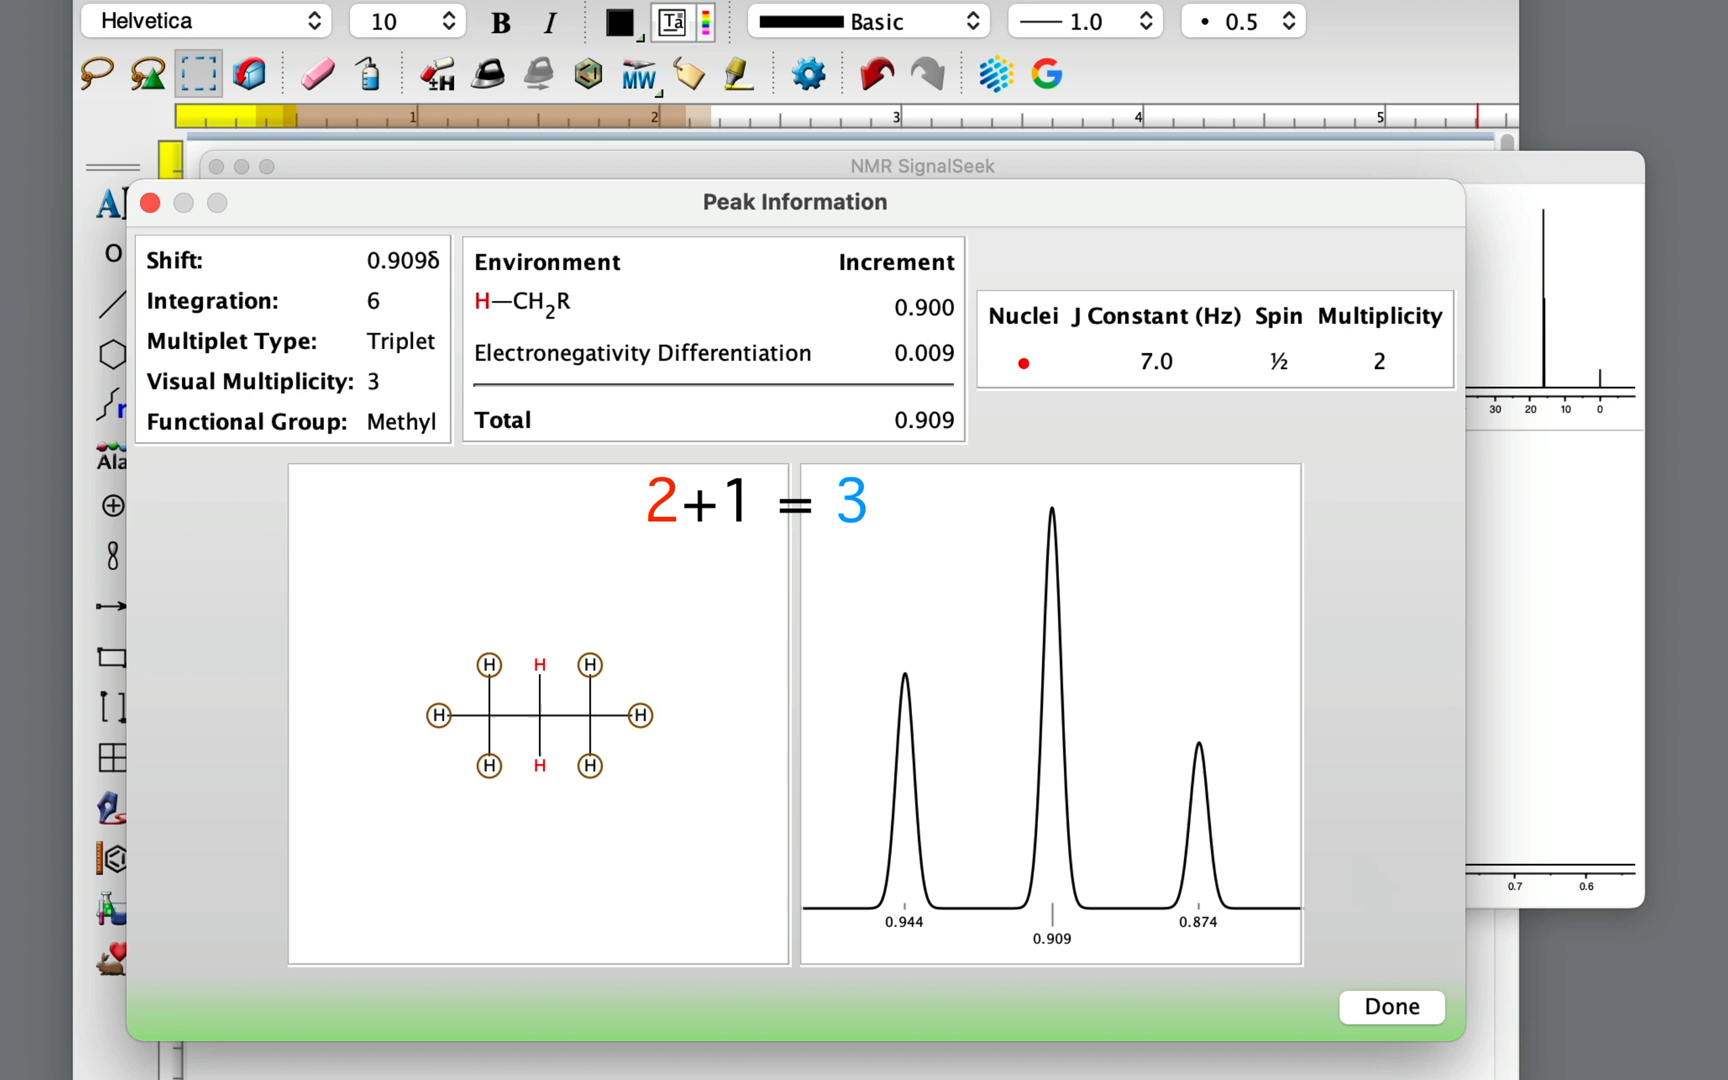 Helvetica 10 B I Ta Basic 1.0 0.5
±H MW
1 2 3 4 5
NMR SignalSeek
Peak Information
Shift: 0.909δ
Integration: 6
Multiplet Type: Triplet
Visual Multiplicity: 3
Functional Group: Methyl
Environment Increment
H—CH2R 0.900
Electronegativity Differentiation 0.009
Total 0.909
Nuclei J Constant (Hz) Spin Multiplicity
7.0 ½ 2
2+1 = 3
H H H
H H
H H H
0.944 0.909 0.874
30 20 10 0
0.7 0.6
A
Ala
Done